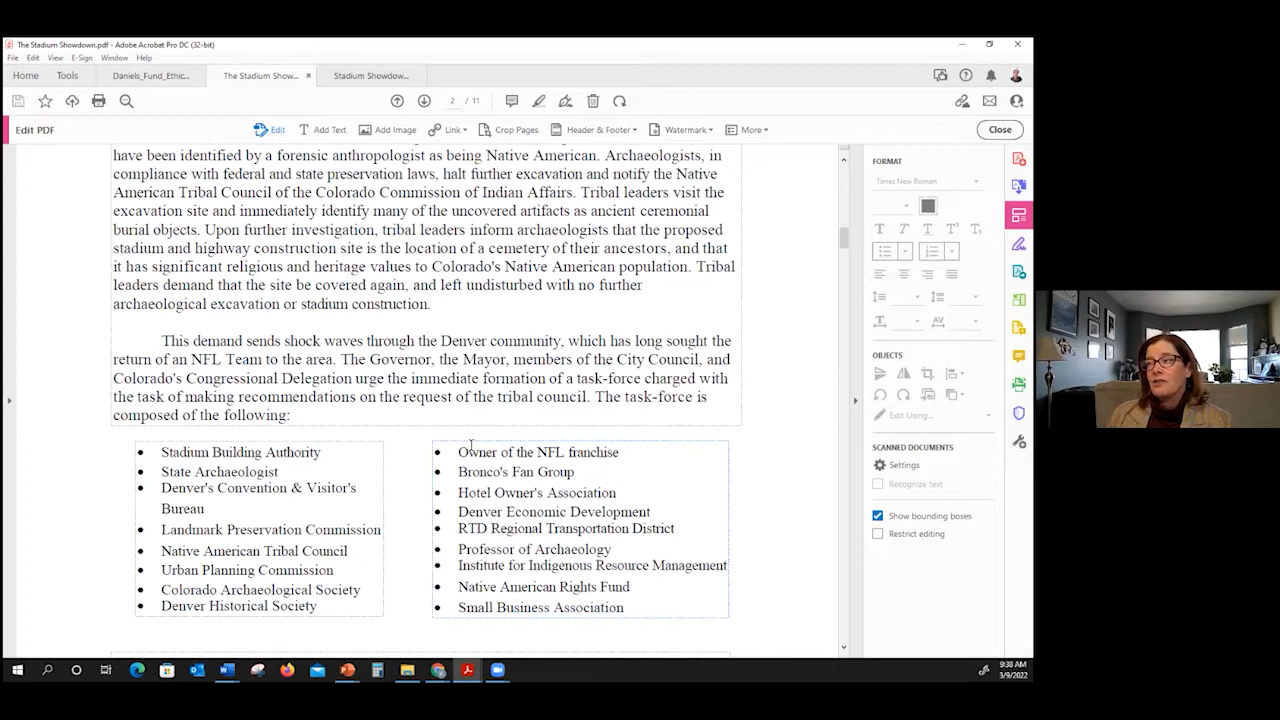 The Stadium Showdown.pdf - Adobe Acrobat Pro DC (32-bit)
File Edit View E-Sign Window Help
Home Tools Daniels_Fund_Ethic... The Stadium Show... × Stadium Showdow...
2 / 11
Edit PDF Edit Add Text Add Image Link Crop Pages Header & Footer Watermark More Close
have been identified by a forensic anthropologist as being Native American. Archaeologists, in
compliance with federal and state preservation laws, halt further excavation and notify the Native
American Tribal Council of the Colorado Commission of Indian Affairs. Tribal leaders visit the
excavation site and immediately identify many of the uncovered artifacts as ancient ceremonial
burial objects. Upon further investigation, tribal leaders inform archaeologists that the proposed
stadium and highway construction site is the location of a cemetery of their ancestors, and that
it has significant religious and heritage values to Colorado's Native American population. Tribal
leaders demand that the site be covered again, and left undisturbed with no further
archaeological excavation or stadium construction.
This demand sends shock waves through the Denver community, which has long sought the
return of an NFL Team to the area. The Governor, the Mayor, members of the City Council, and
Colorado's Congressional Delegation urge the immediate formation of a task-force charged with
the task of making recommendations on the request of the tribal council. The task-force is
composed of the following:
• Stadium Building Authority
• State Archaeologist
• Denver's Convention & Visitor's
Bureau
• Landmark Preservation Commission
• Native American Tribal Council
• Urban Planning Commission
• Colorado Archaeological Society
• Denver Historical Society
• Owner of the NFL franchise
• Bronco's Fan Group
• Hotel Owner's Association
• Denver Economic Development
• RTD Regional Transportation District
• Professor of Archaeology
• Institute for Indigenous Resource Management
• Native American Rights Fund
• Small Business Association
FORMAT
Times New Roman
OBJECTS
Edit Using...
SCANNED DOCUMENTS
Settings
Recognize text
Show bounding boxes
Restrict editing
9:38 AM
3/9/2022